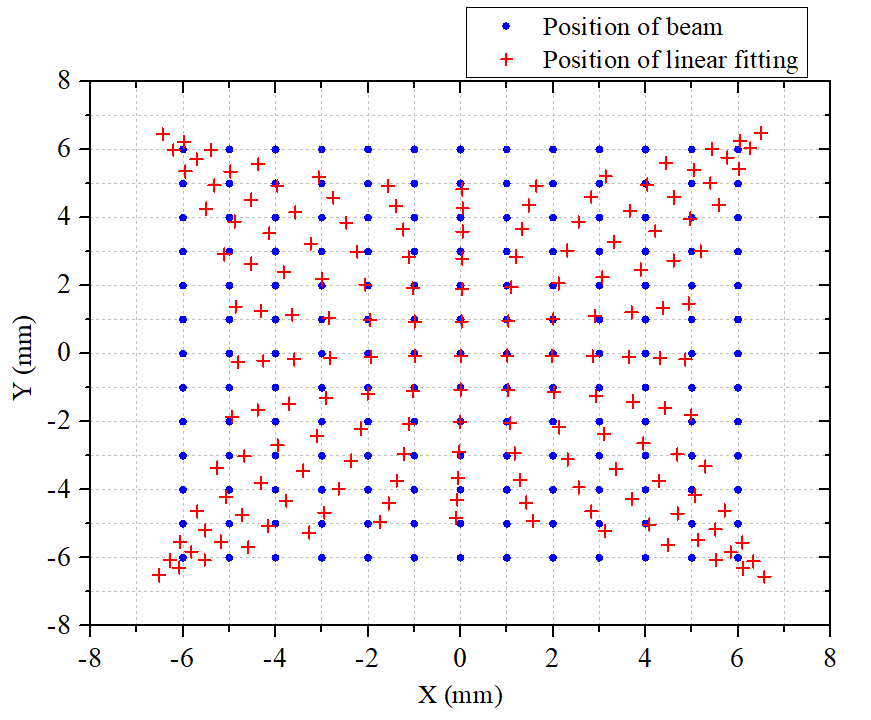 Position of beam
Position of linear fitting
8
6
4
2
0
-2
-4
-6
-8
Y (mm)
-8 -6 -4 -2 0 2 4 6 8
X (mm)